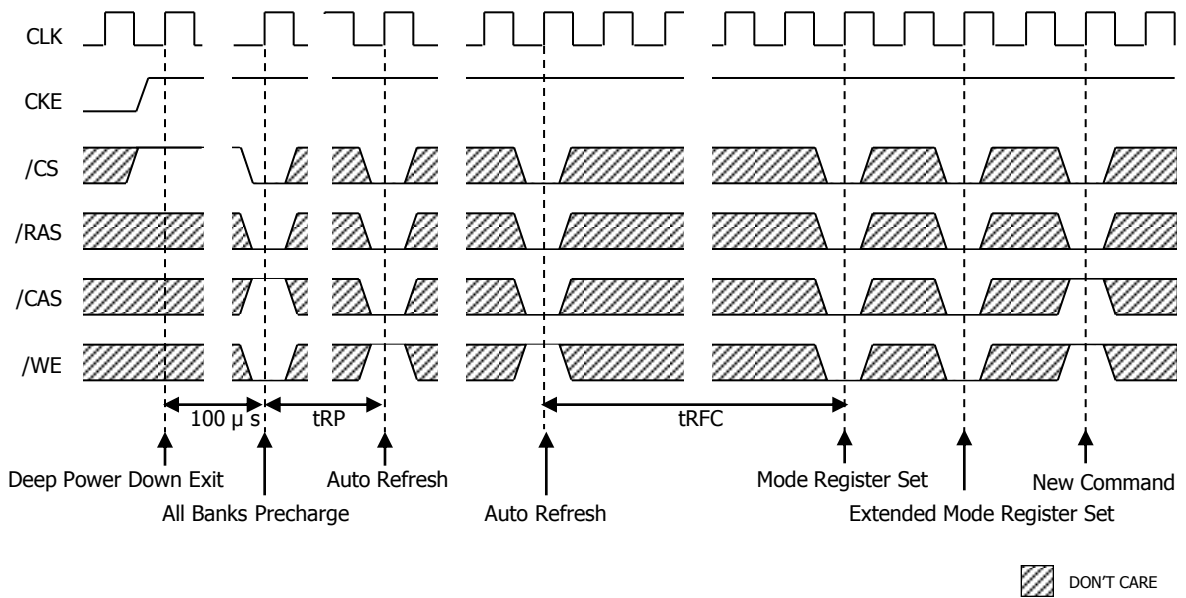 CLK
CKE
/CS
/RAS
/CAS
/WE
100 μ s
tRP
tRFC
Deep Power Down Exit
Auto Refresh
Mode Register Set
New Command
All Banks Precharge
Auto Refresh
Extended Mode Register Set
DON'T CARE